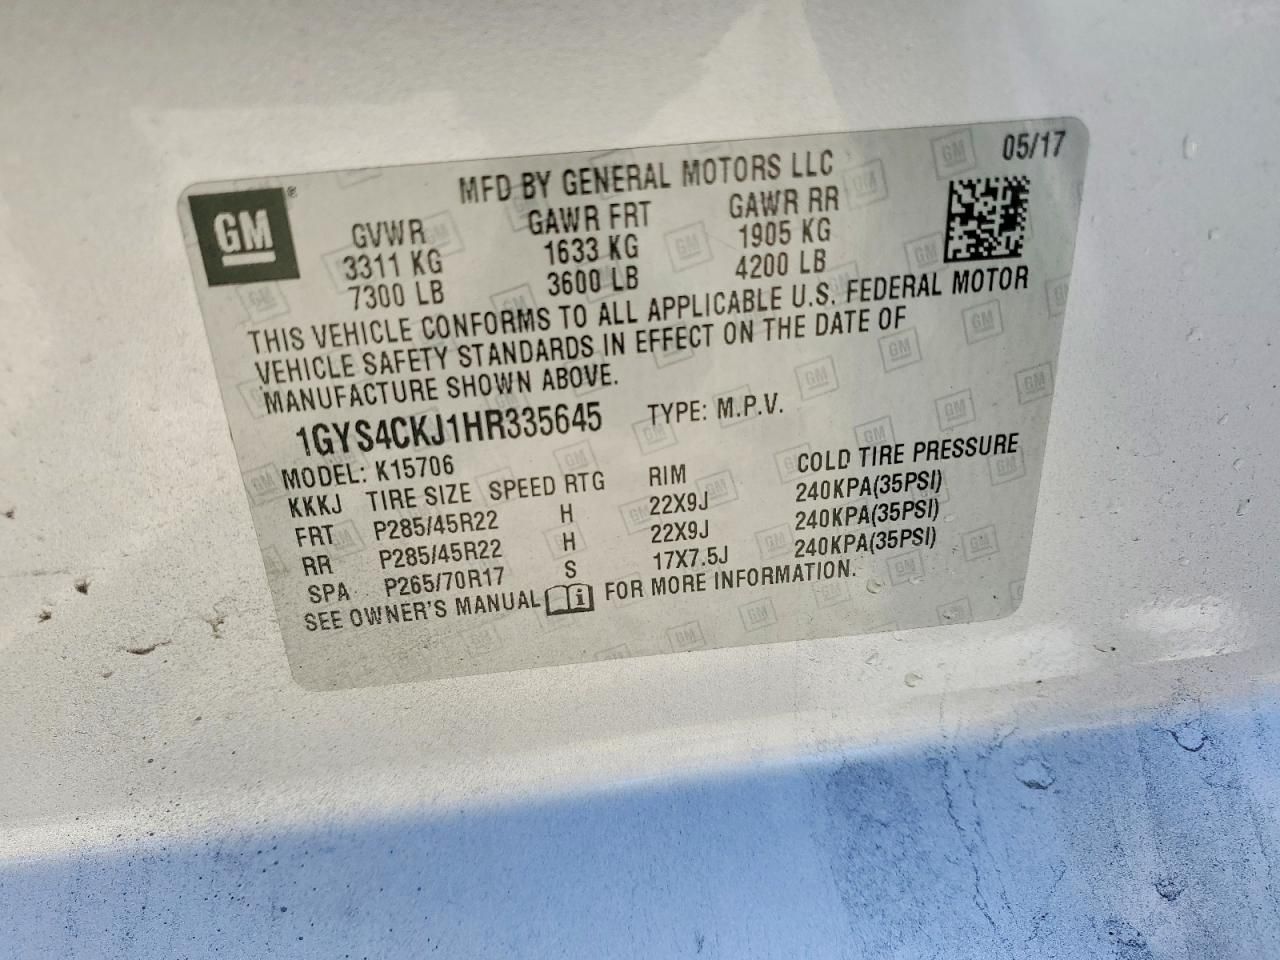 GM®
MFD BY GENERAL MOTORS LLC
05/17
GVWR GAWR FRT GAWR RR
3311 KG 1633 KG 1905 KG
7300 LB 3600 LB 4200 LB
THIS VEHICLE CONFORMS TO ALL APPLICABLE U.S. FEDERAL MOTOR
VEHICLE SAFETY STANDARDS IN EFFECT ON THE DATE OF
MANUFACTURE SHOWN ABOVE.
1GYS4CKJ1HR335645 TYPE: M.P.V.
MODEL: K15706
KKKJ TIRE SIZE SPEED RTG RIM COLD TIRE PRESSURE
FRT P285/45R22 H 22X9J 240KPA(35PSI)
RR P285/45R22 H 22X9J 240KPA(35PSI)
SPA P265/70R17 S 17X7.5J 240KPA(35PSI)
SEE OWNER'S MANUAL FOR MORE INFORMATION.